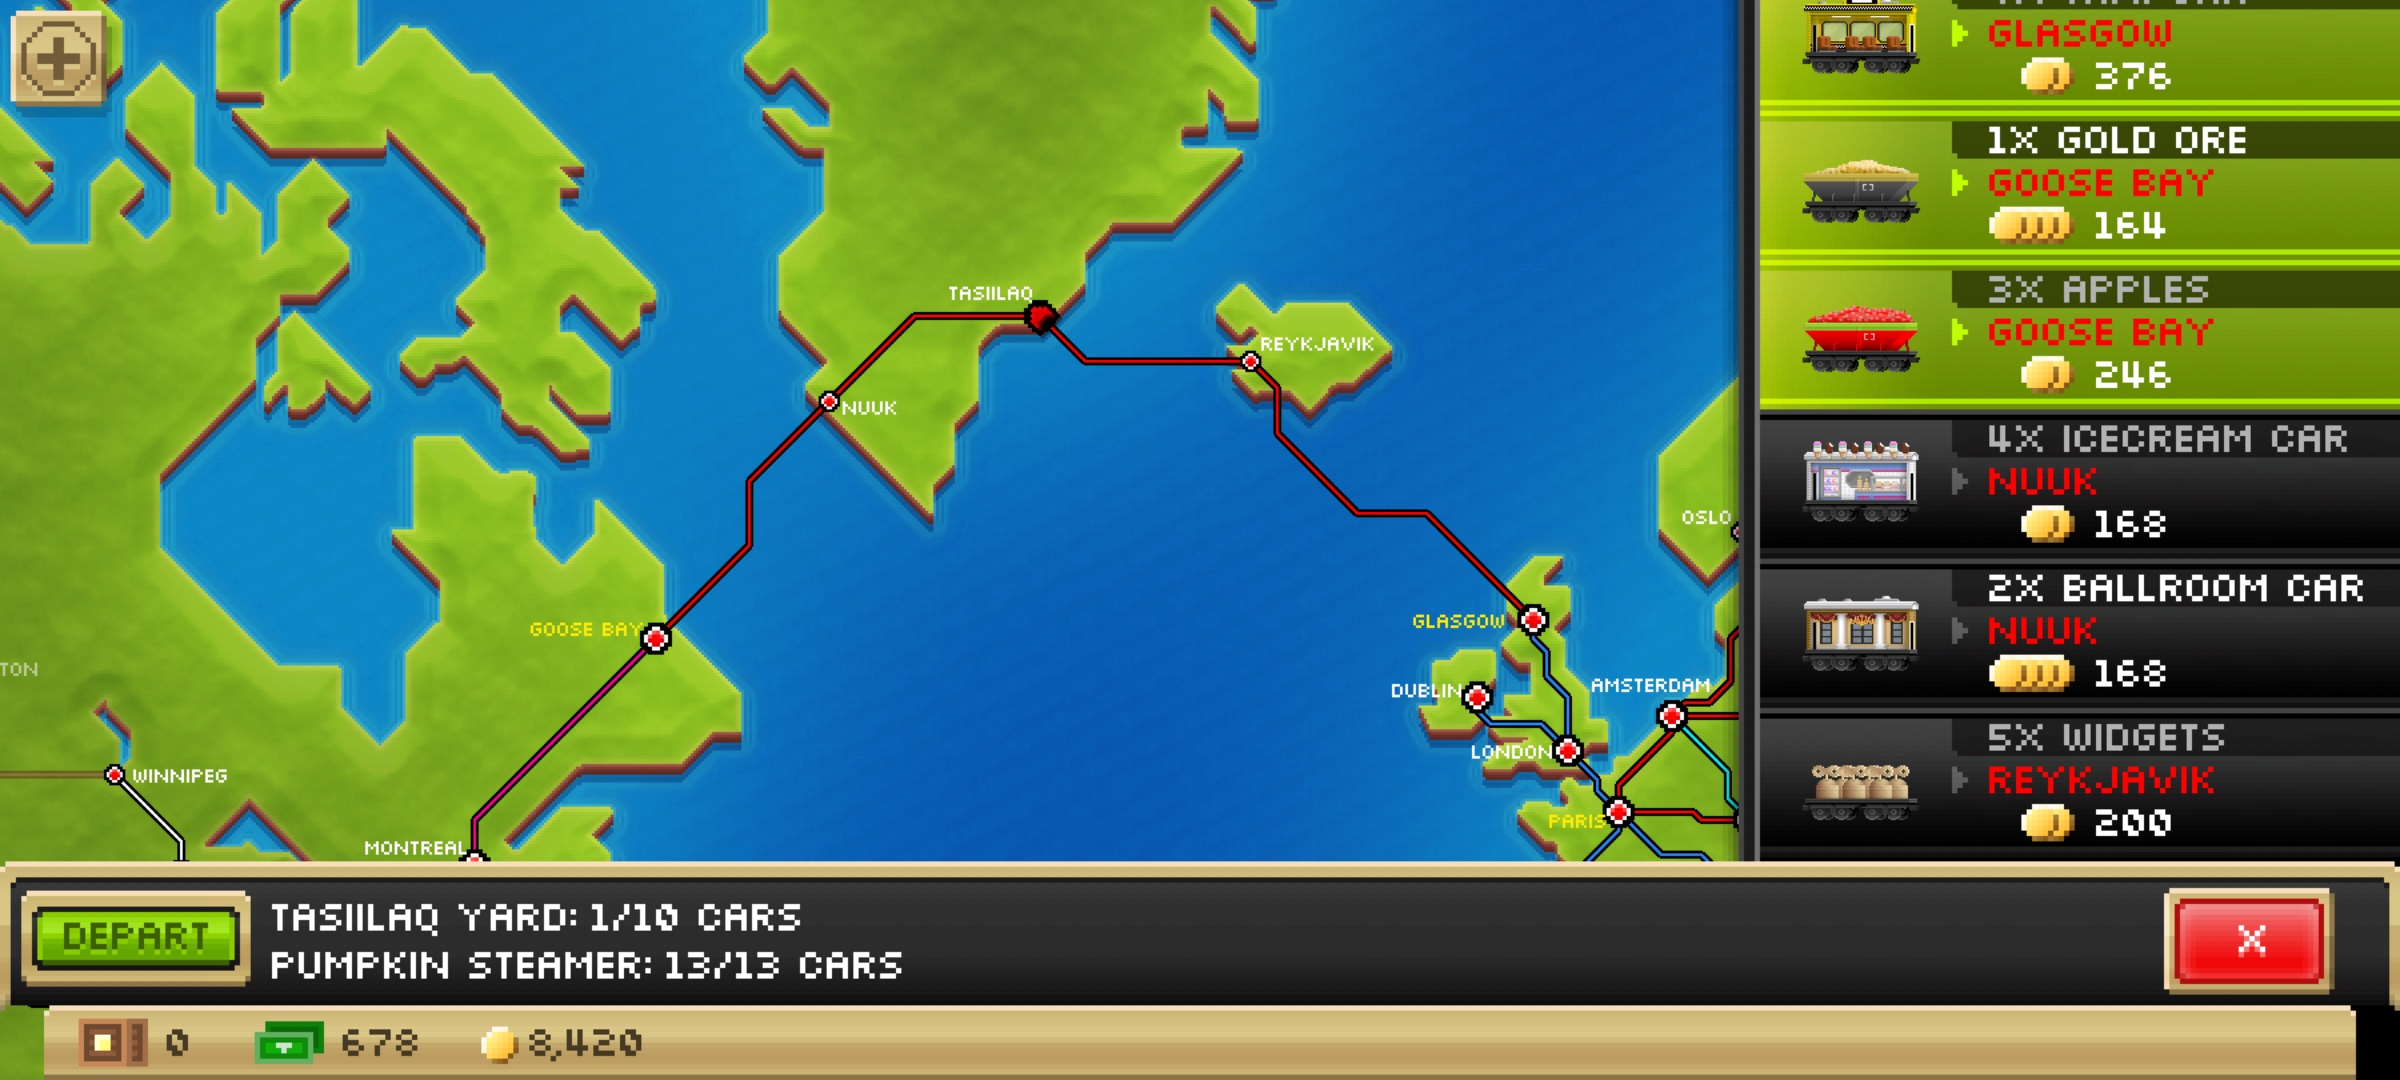 TASIILAQ
REYKJAVIK
NUUK
OSLO
GOOSE BAY
GLASGOW
TON
DUBLIN
AMSTERDAM
LONDON
WINNIPEG
PARIS
MONTREAL
GLASGOW
376
1X GOLD ORE
GOOSE BAY
164
3X APPLES
GOOSE BAY
246
4X ICECREAM CAR
NUUK
168
2X BALLROOM CAR
NUUK
168
5X WIDGETS
REYKJAVIK
200
DEPART
TASIILAQ YARD: 1/10 CARS
PUMPKIN STEAMER: 13/13 CARS
X
0
678
8,420